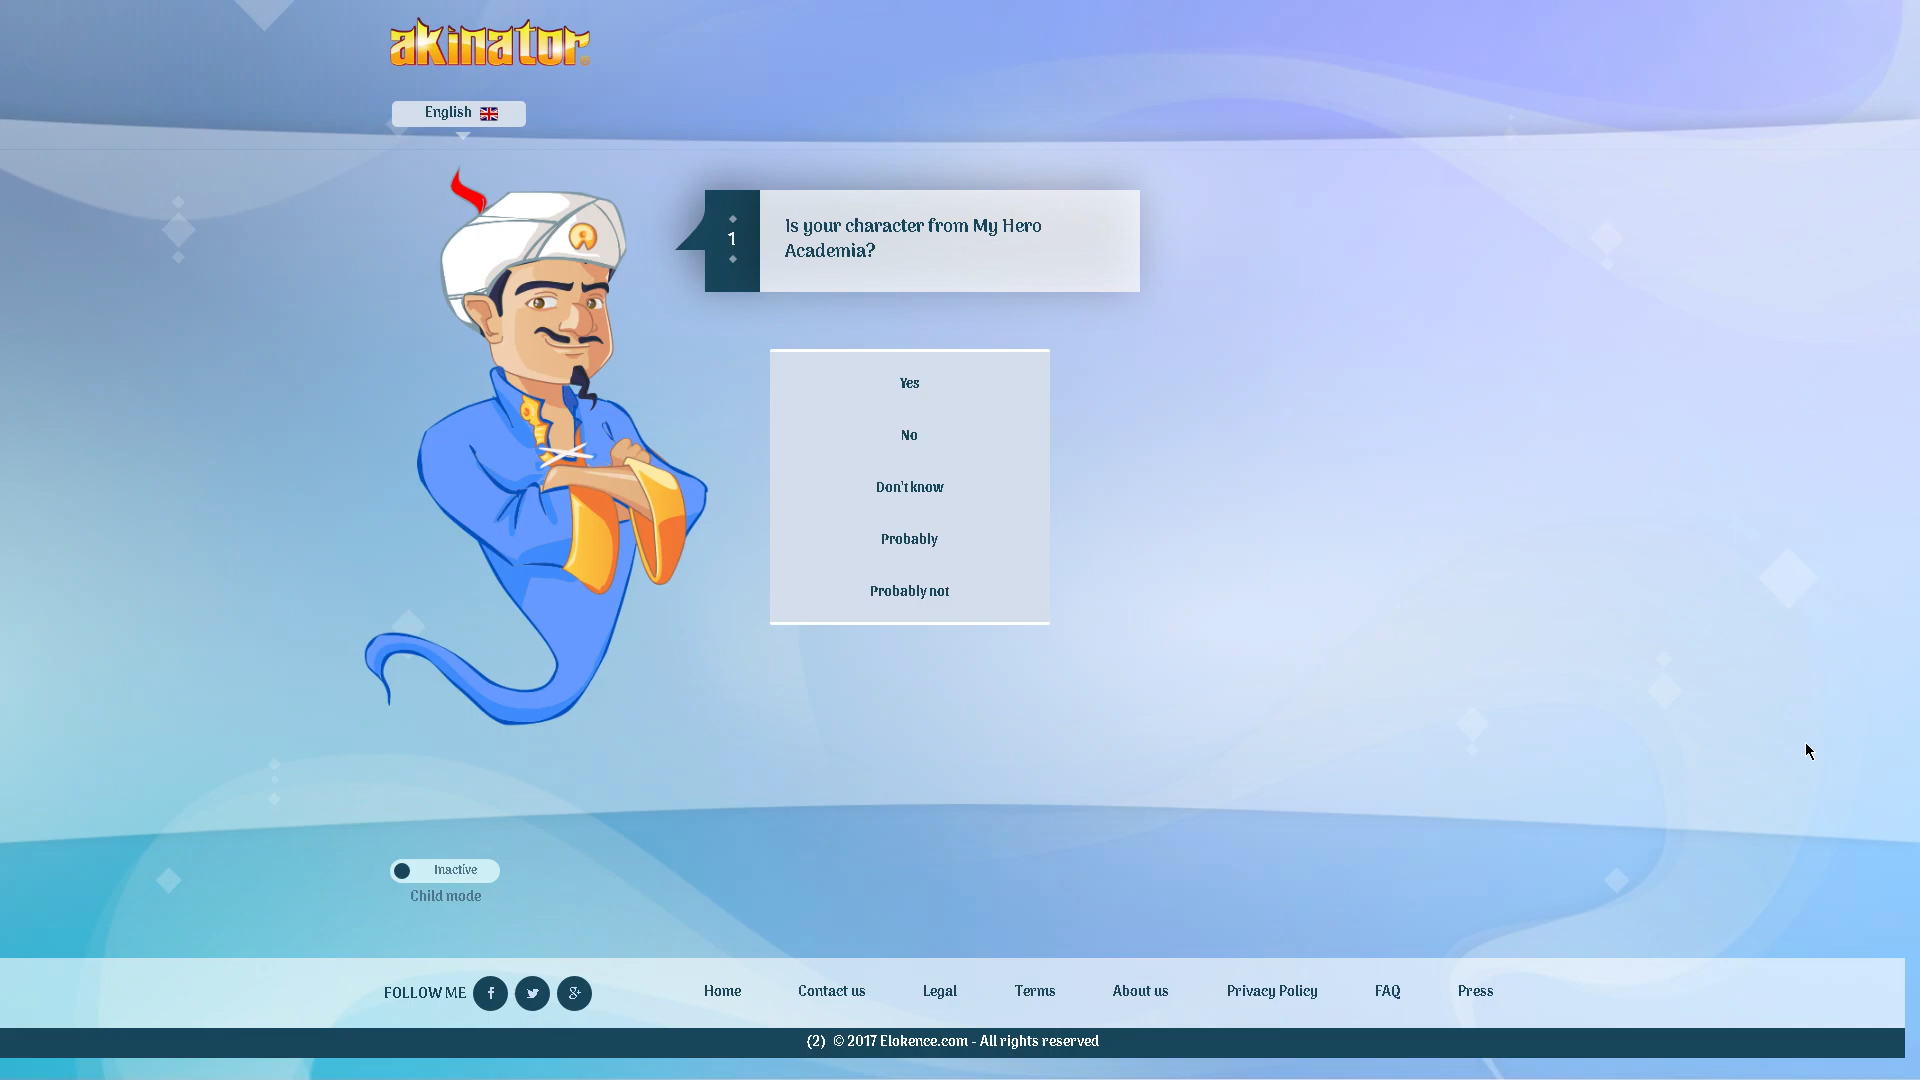 akinator
English
1
Is your character from My Hero
Academia?
Yes
No
Don't know
Probably
Probably not
Inactive
Child mode
FOLLOW ME
Home
Contact us
Legal
Terms
About us
Privacy Policy
FAQ
Press
(2) © 2017 Elokence.com - All rights reserved